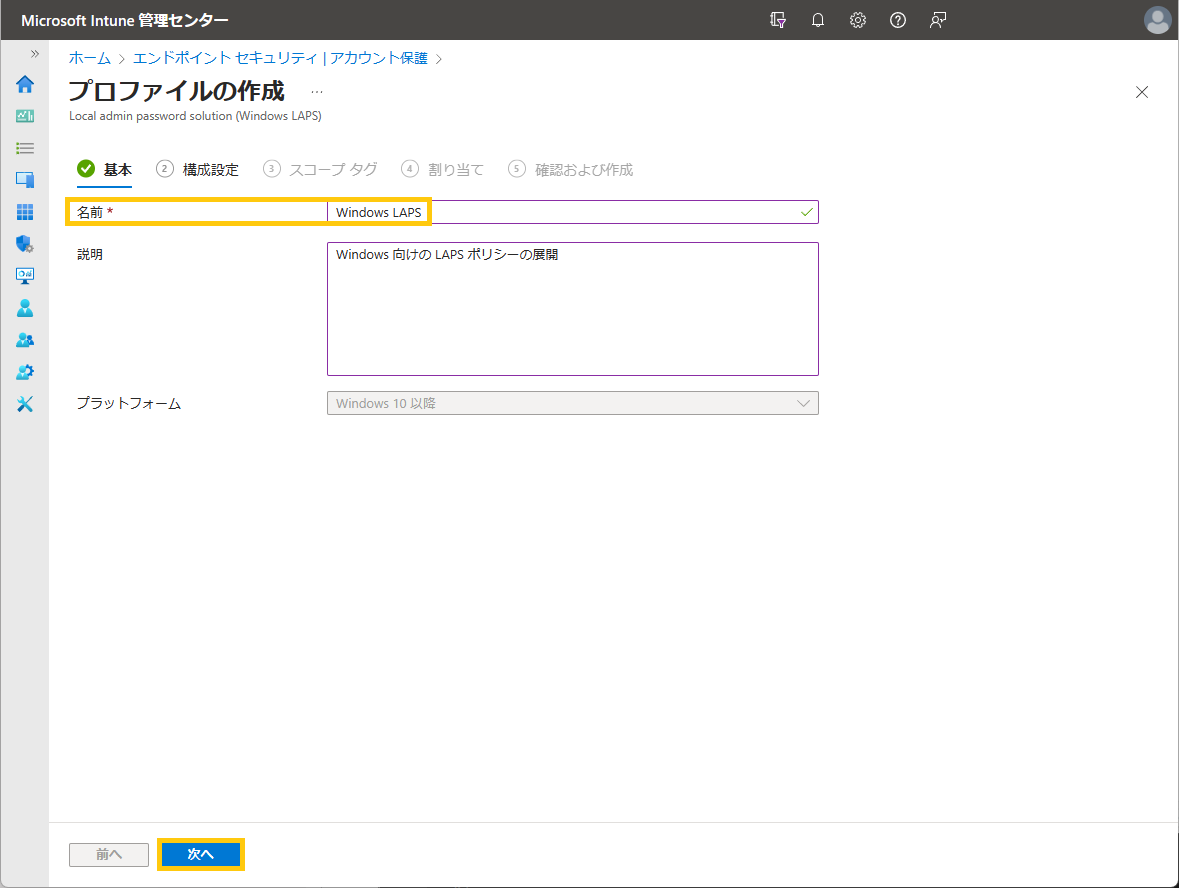 Microsoft Intune 管理センター
ホーム > エンドポイント セキュリティ | アカウント保護 >
プロファイルの作成 …
Local admin password solution (Windows LAPS)
基本 2 構成設定 3 スコープ タグ 4 割り当て 5 確認および作成
名前 * Windows LAPS
説明 Windows 向けの LAPS ポリシーの展開
プラットフォーム Windows 10 以降
前へ 次へ